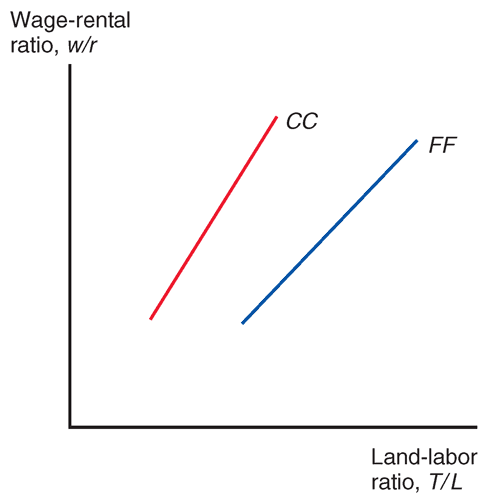 Wage-rental
ratio, w/r
CC
FF
Land-labor
ratio, T/L